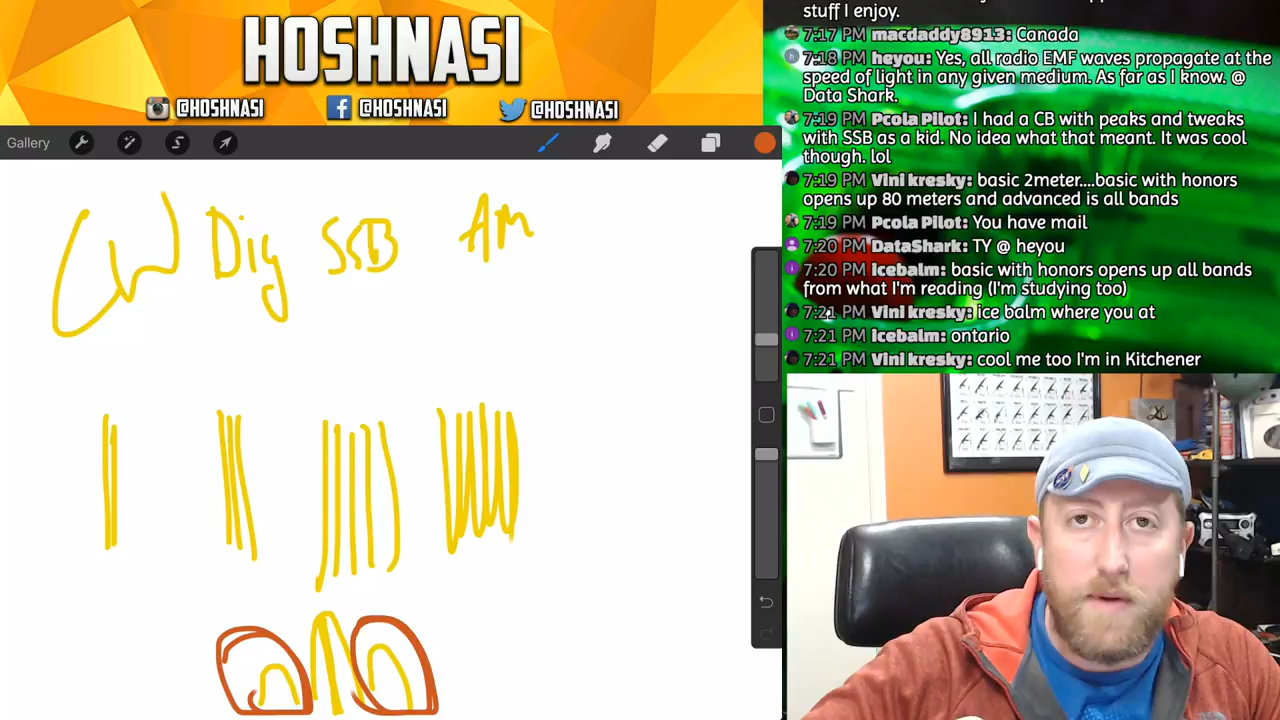 HOSHNASI
@HOSHNASI @HOSHNASI @HOSHNASI
Gallery
CW Dig SSB AM
stuff I enjoy.
7:17 PM macdaddy8913: Canada
7:18 PM heyou: Yes, all radio EMF waves propagate at the
speed of light in any given medium. As far as I know. @
Data Shark.
7:19 PM Pcola Pilot: I had a CB with peaks and tweaks
with SSB as a kid. No idea what that meant. It was cool
though. lol
7:19 PM Vini kresky: basic 2meter....basic with honors
opens up 80 meters and advanced is all bands
7:19 PM Pcola Pilot: You have mail
7:20 PM DataShark: TY @ heyou
7:20 PM icebalm: basic with honors opens up all bands
from what I'm reading (I'm studying too)
7:21 PM Vini kresky: ice balm where you at
7:21 PM icebalm: ontario
7:21 PM Vini kresky: cool me too I'm in Kitchener